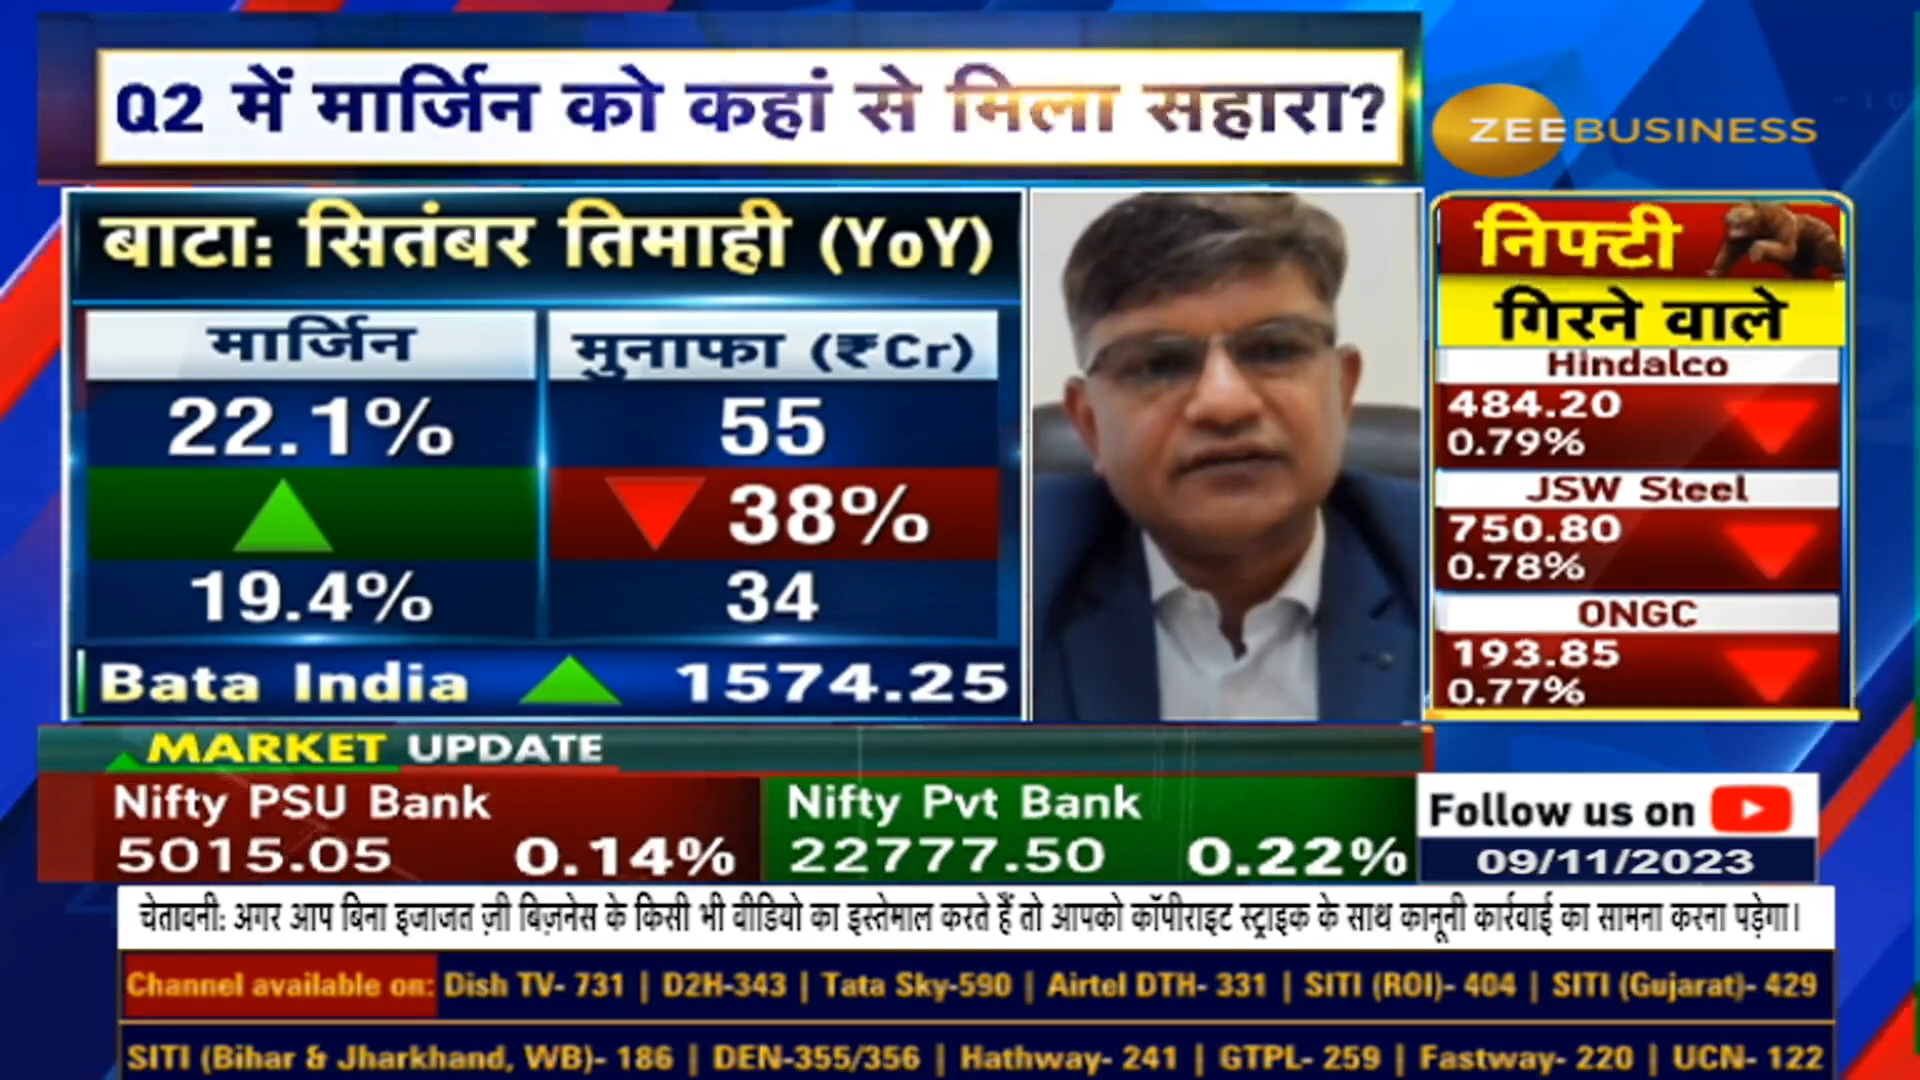 Q2 में मार्जिन को कहां से मिला सहारा?
ZEEBUSINESS
बाटा: सितंबर तिमाही (YoY)
मार्जिन
मुनाफा (₹Cr)
22.1%
55
38%
19.4%
34
Bata India 1574.25
निफ्टी
गिरने वाले
Hindalco
484.20
0.79%
JSW Steel
750.80
0.78%
ONGC
193.85
0.77%
MARKET UPDATE
Nifty PSU Bank
5015.05 0.14%
Nifty Pvt Bank
22777.50 0.22%
Follow us on
09/11/2023
चेतावनी: अगर आप बिना इजाजत ज़ी बिज़नेस के किसी भी वीडियो का इस्तेमाल करते हैं तो आपको कॉपीराइट स्ट्राइक के साथ कानूनी कार्रवाई का सामना करना पड़ेगा।
Channel available on: Dish TV- 731 | D2H-343 | Tata Sky-590 | Airtel DTH- 331 | SITI (ROI)- 404 | SITI (Gujarat)- 429
SITI (Bihar & Jharkhand, WB)- 186 | DEN-355/356 | Hathway- 241 | GTPL- 259 | Fastway- 220 | UCN- 122